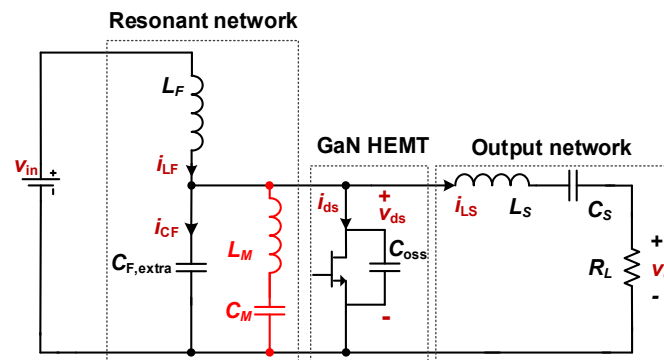 Resonant network
L_F
GaN HEMT
Output network
v_in
+
-
i_LF
i_CF
C_F,extra
L_M
C_M
i_ds
+
v_ds
-
C_oss
i_LS
L_S
C_S
R_L
+
-